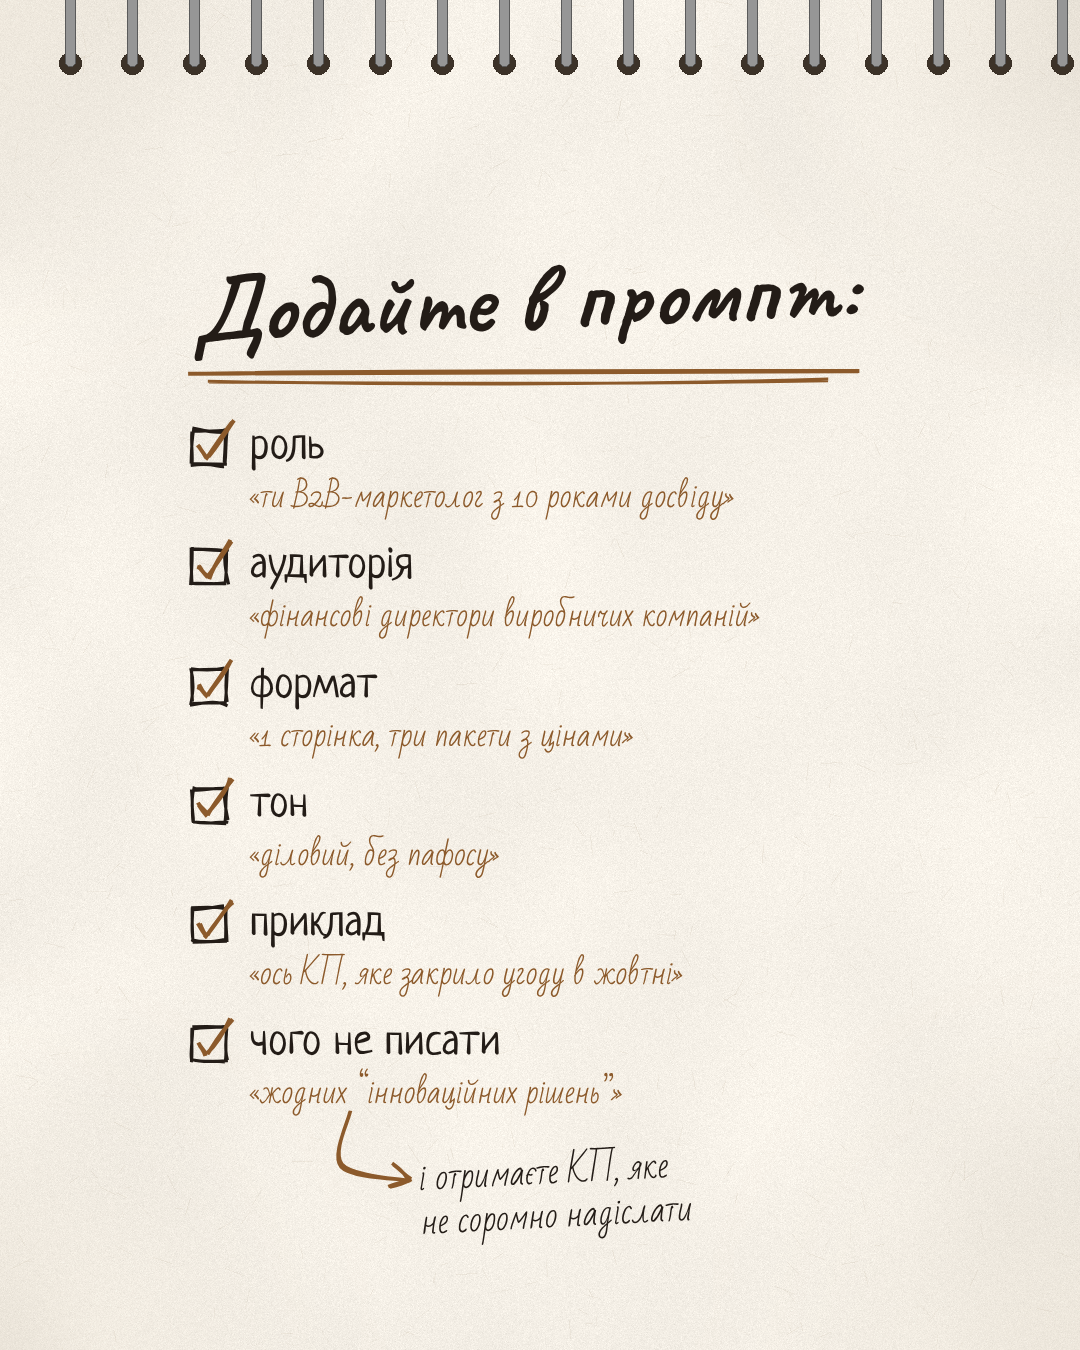 Додайте в промпт:
роль
«ти B2B-маркетолог з 10 роками досвіду»
аудиторія
«фінансові директори виробничих компаній»
формат
«1 сторінка, три пакети з цінами»
тон
«діловий, без пафосу»
приклад
«ось КП, яке закрило угоду в жовтні»
чого не писати
«жодних “інноваційних рішень”»
і отримаєте КП, яке
не соромно надіслати